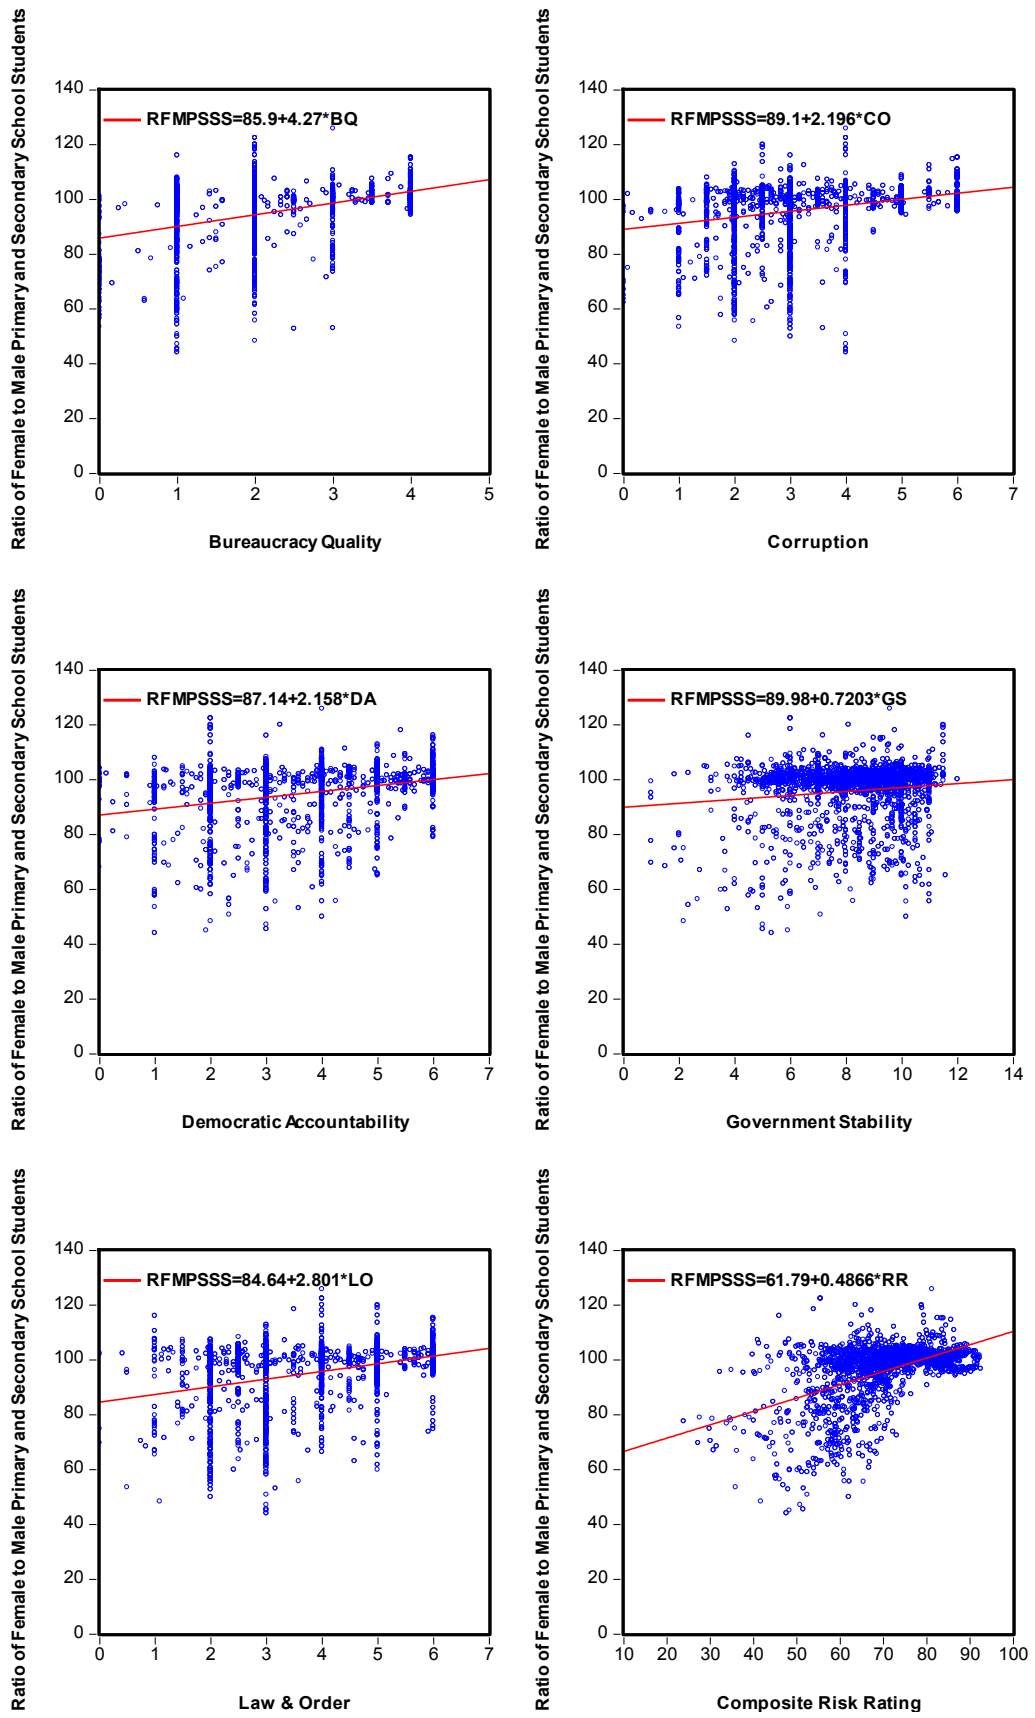 Ratio of Female to Male Primary and Secondary School Students
140
120
100
80
60
40
20
0
RFMPSSS=85.9+4.27*BQ
0 1 2 3 4 5
Bureaucracy Quality
Ratio of Female to Male Primary and Secondary School Students
140
120
100
80
60
40
20
0
RFMPSSS=89.1+2.196*CO
0 1 2 3 4 5 6 7
Corruption
Ratio of Female to Male Primary and Secondary School Students
140
120
100
80
60
40
20
0
RFMPSSS=87.14+2.158*DA
0 1 2 3 4 5 6 7
Democratic Accountability
Ratio of Female to Male Primary and Secondary School Students
140
120
100
80
60
40
20
0
RFMPSSS=89.98+0.7203*GS
0 2 4 6 8 10 12 14
Government Stability
Ratio of Female to Male Primary and Secondary School Students
140
120
100
80
60
40
20
0
RFMPSSS=84.64+2.801*LO
0 1 2 3 4 5 6 7
Law & Order
Ratio of Female to Male Primary and Secondary School Students
140
120
100
80
60
40
20
0
RFMPSSS=61.79+0.4866*RR
10 20 30 40 50 60 70 80 90 100
Composite Risk Rating